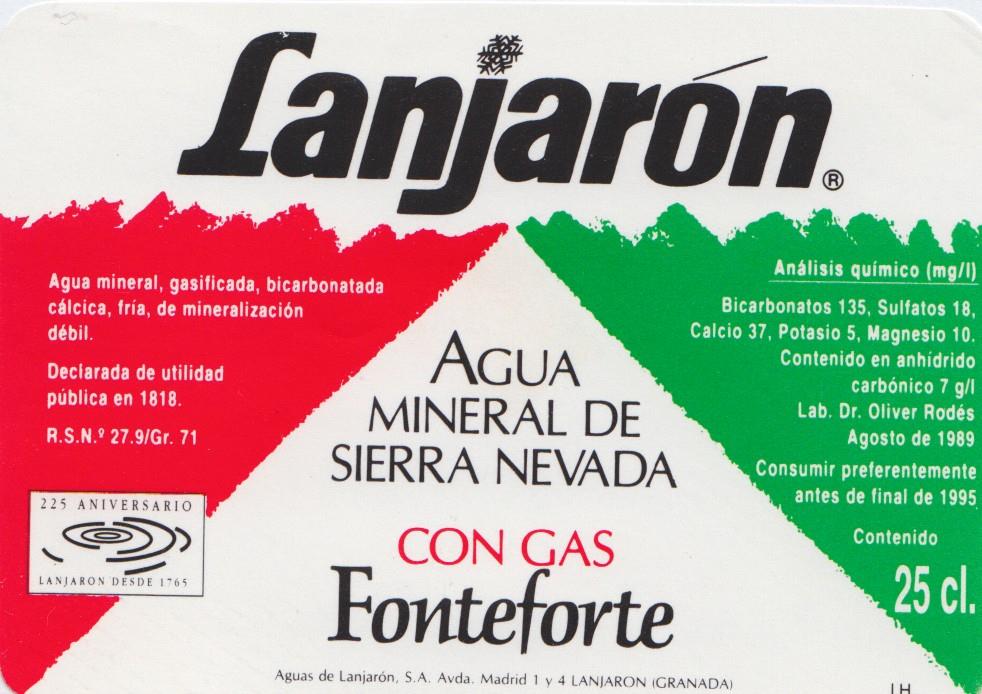 Lanjarón®
Agua mineral, gasificada, bicarbonatada
cálcica, fría, de mineralización
débil.
Declarada de utilidad
pública en 1818.
R.S.N.º 27.9/Gr. 71
225 ANIVERSARIO
LANJARON DESDE 1765
AGUA
MINERAL DE
SIERRA NEVADA
CON GAS
Fonteforte
Análisis químico (mg/l)
Bicarbonatos 135, Sulfatos 18,
Calcio 37, Potasio 5, Magnesio 10.
Contenido en anhídrido
carbónico 7 g/l
Lab. Dr. Oliver Rodés
Agosto de 1989
Consumir preferentemente
antes de final de 1995
Contenido
25 cl.
Aguas de Lanjarón, S.A. Avda. Madrid 1 y 4 LANJARON (GRANADA)